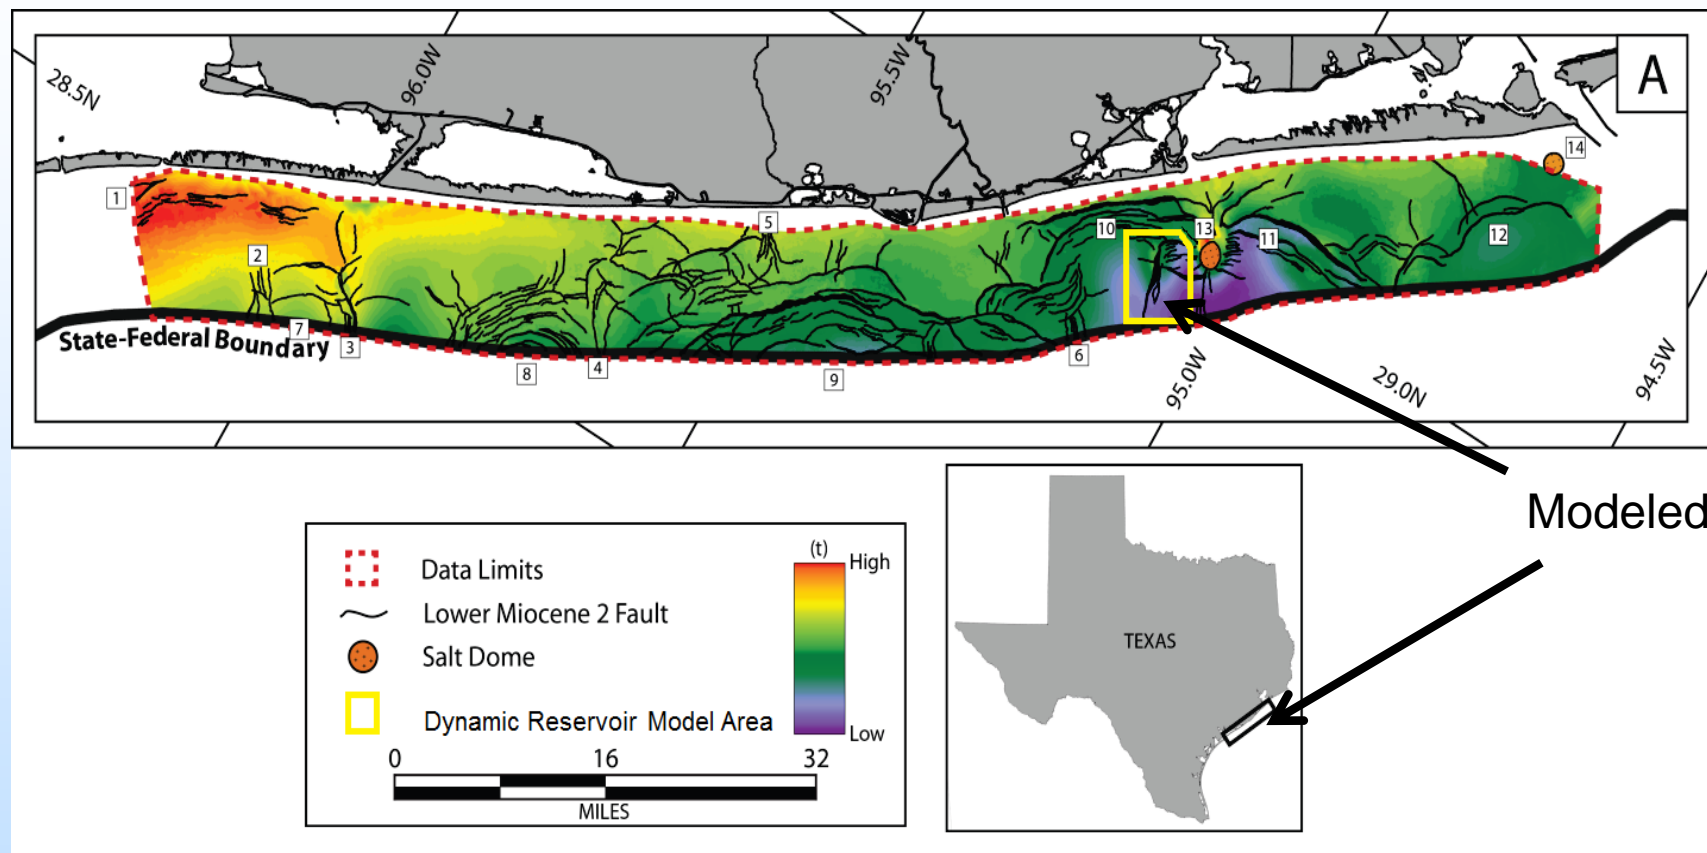 28.5N
96.0W
95.5W
A
14
1
5
2
10
13
11
12
State-Federal Boundary
7
3
8
4
9
6
95.0W
29.0N
94.5W
Modeled
Data Limits
Lower Miocene 2 Fault
Salt Dome
Dynamic Reservoir Model Area
(t)
High
Low
0 16 32
MILES
TEXAS